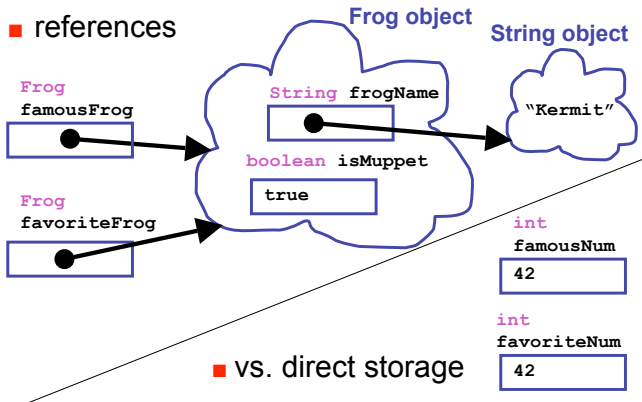 references
Frog object
String object
Frog
famousFrog
String frogName
"Kermit"
boolean isMuppet
true
Frog
favoriteFrog
int
famousNum
42
int
favoriteNum
42
vs. direct storage